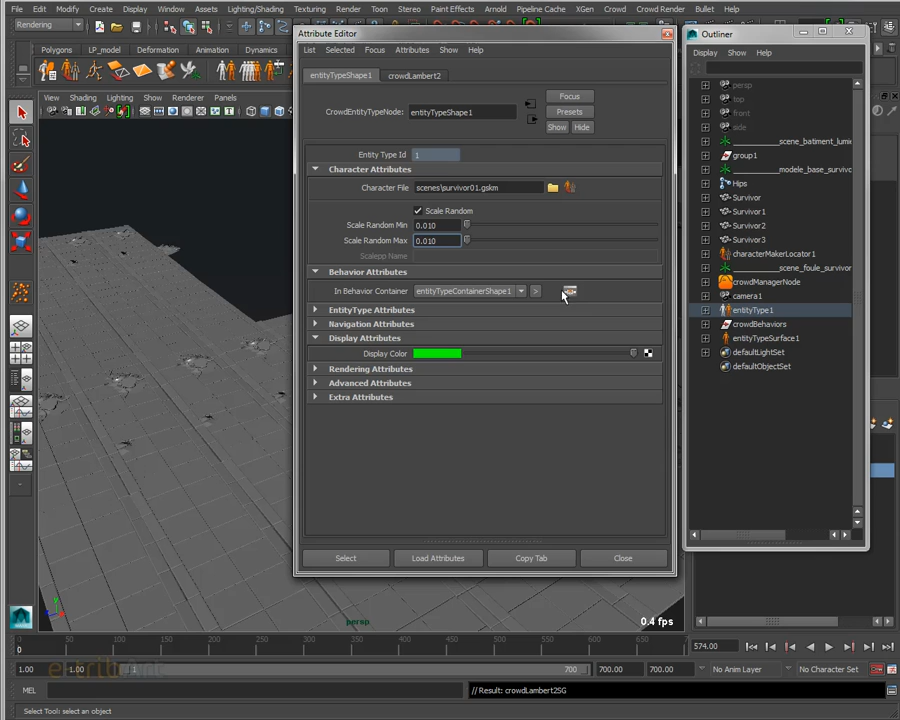 File Edit Modify Create Display Window Assets Lighting/Shading Texturing Render Toon Stereo Paint Effects Arnold Pipeline Cache XGen Crowd Crowd Render Bullet Help
Rendering
Polygons LP_model Deformation Animation Dynamics
View Shading Lighting Show Renderer Panels
Attribute Editor
List Selected Focus Attributes Show Help
entityTypeShape1 crowdLambert2
CrowdEntityTypeNode: entityTypeShape1
Focus
Presets
Show Hide
Entity Type Id 1
Character Attributes
Character File scenes\survivor01.gskm
Scale Random
Scale Random Min 0.010
Scale Random Max 0.010
Scalepp Name
Behavior Attributes
In Behavior Container entityTypeContainerShape1 >
EntityType Attributes
Navigation Attributes
Display Attributes
Display Color
Rendering Attributes
Advanced Attributes
Extra Attributes
Select Load Attributes Copy Tab Close
Outliner
Display Show Help
persp
top
front
side
_____________scene_batiment_lumi
group1
_____________modele_base_survivo
Hips
Survivor
Survivor1
Survivor2
Survivor3
characterMakerLocator1
_____________scene_foule_survivor
crowdManagerNode
camera1
entityType1
crowdBehaviors
entityTypeSurface1
defaultLightSet
defaultObjectSet
persp
0.4 fps
0 50 100 150 200 250 300 350 400 450 500 550 600 650
0
574.00
1.00 1.00 1 700 700.00 700.00 No Anim Layer No Character Set
MEL
// Result: crowdLambert2SG
Select Tool: select an object